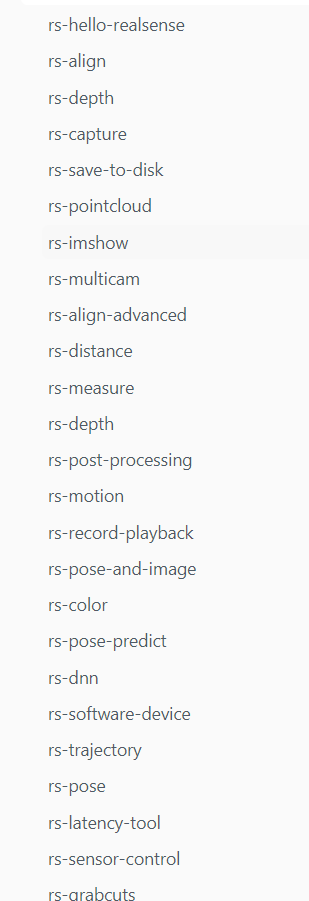 rs-hello-realsense
rs-align
rs-depth
rs-capture
rs-save-to-disk
rs-pointcloud
rs-imshow
rs-multicam
rs-align-advanced
rs-distance
rs-measure
rs-depth
rs-post-processing
rs-motion
rs-record-playback
rs-pose-and-image
rs-color
rs-pose-predict
rs-dnn
rs-software-device
rs-trajectory
rs-pose
rs-latency-tool
rs-sensor-control
rs-grabcuts